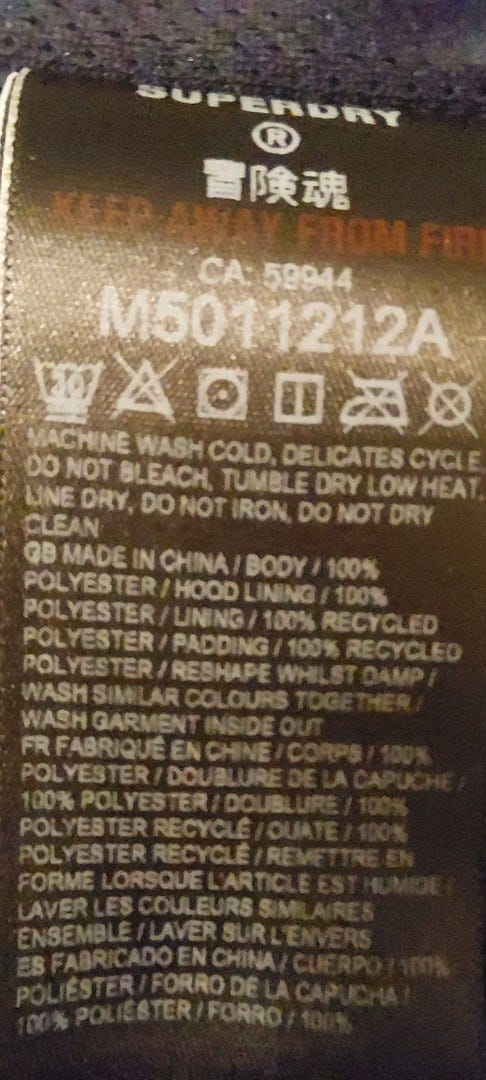 SUPERDRY
®
冒険魂
KEEP AWAY FROM FIRE
CA: 59944
M5011212A
30
MACHINE WASH COLD, DELICATES CYCLE.
DO NOT BLEACH, TUMBLE DRY LOW HEAT,
LINE DRY, DO NOT IRON, DO NOT DRY
CLEAN
GB MADE IN CHINA / BODY / 100%
POLYESTER / HOOD LINING / 100%
POLYESTER / LINING / 100% RECYCLED
POLYESTER / PADDING / 100% RECYCLED
POLYESTER / RESHAPE WHILST DAMP /
WASH SIMILAR COLOURS TOGETHER /
WASH GARMENT INSIDE OUT
FR FABRIQUÉ EN CHINE / CORPS / 100%
POLYESTER / DOUBLURE DE LA CAPUCHE /
100% POLYESTER / DOUBLURE / 100%
POLYESTER RECYCLÉ / OUATE / 100%
POLYESTER RECYCLÉ / REMETTRE EN
FORME LORSQUE L'ARTICLE EST HUMIDE /
LAVER LES COULEURS SIMILAIRES
ENSEMBLE / LAVER SUR L'ENVERS
ES FABRICADO EN CHINA / CUERPO / 100%
POLIÉSTER / FORRO DE LA CAPUCHA /
100% POLIÉSTER / FORRO / 100%